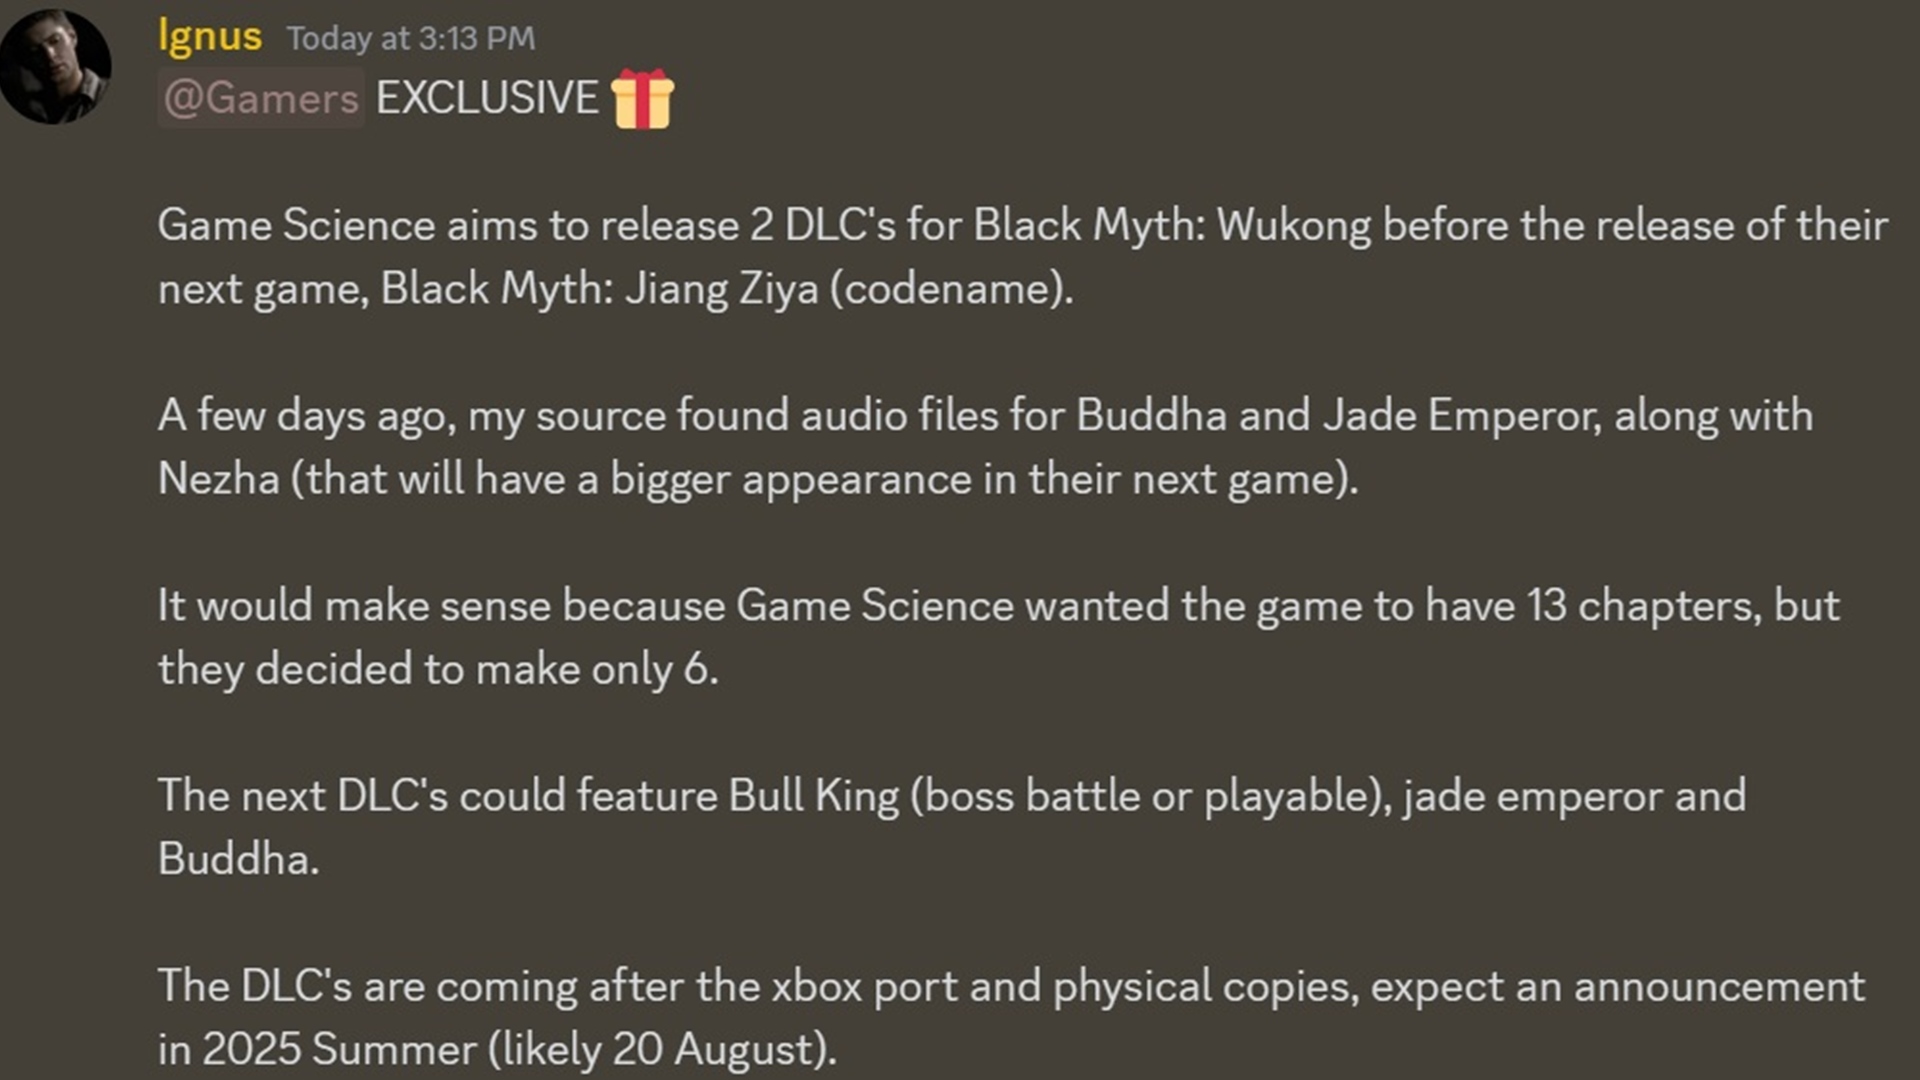 Ignus Today at 3:13 PM
@Gamers EXCLUSIVE
Game Science aims to release 2 DLC's for Black Myth: Wukong before the release of their
next game, Black Myth: Jiang Ziya (codename).
A few days ago, my source found audio files for Buddha and Jade Emperor, along with
Nezha (that will have a bigger appearance in their next game).
It would make sense because Game Science wanted the game to have 13 chapters, but
they decided to make only 6.
The next DLC's could feature Bull King (boss battle or playable), jade emperor and
Buddha.
The DLC's are coming after the xbox port and physical copies, expect an announcement
in 2025 Summer (likely 20 August).